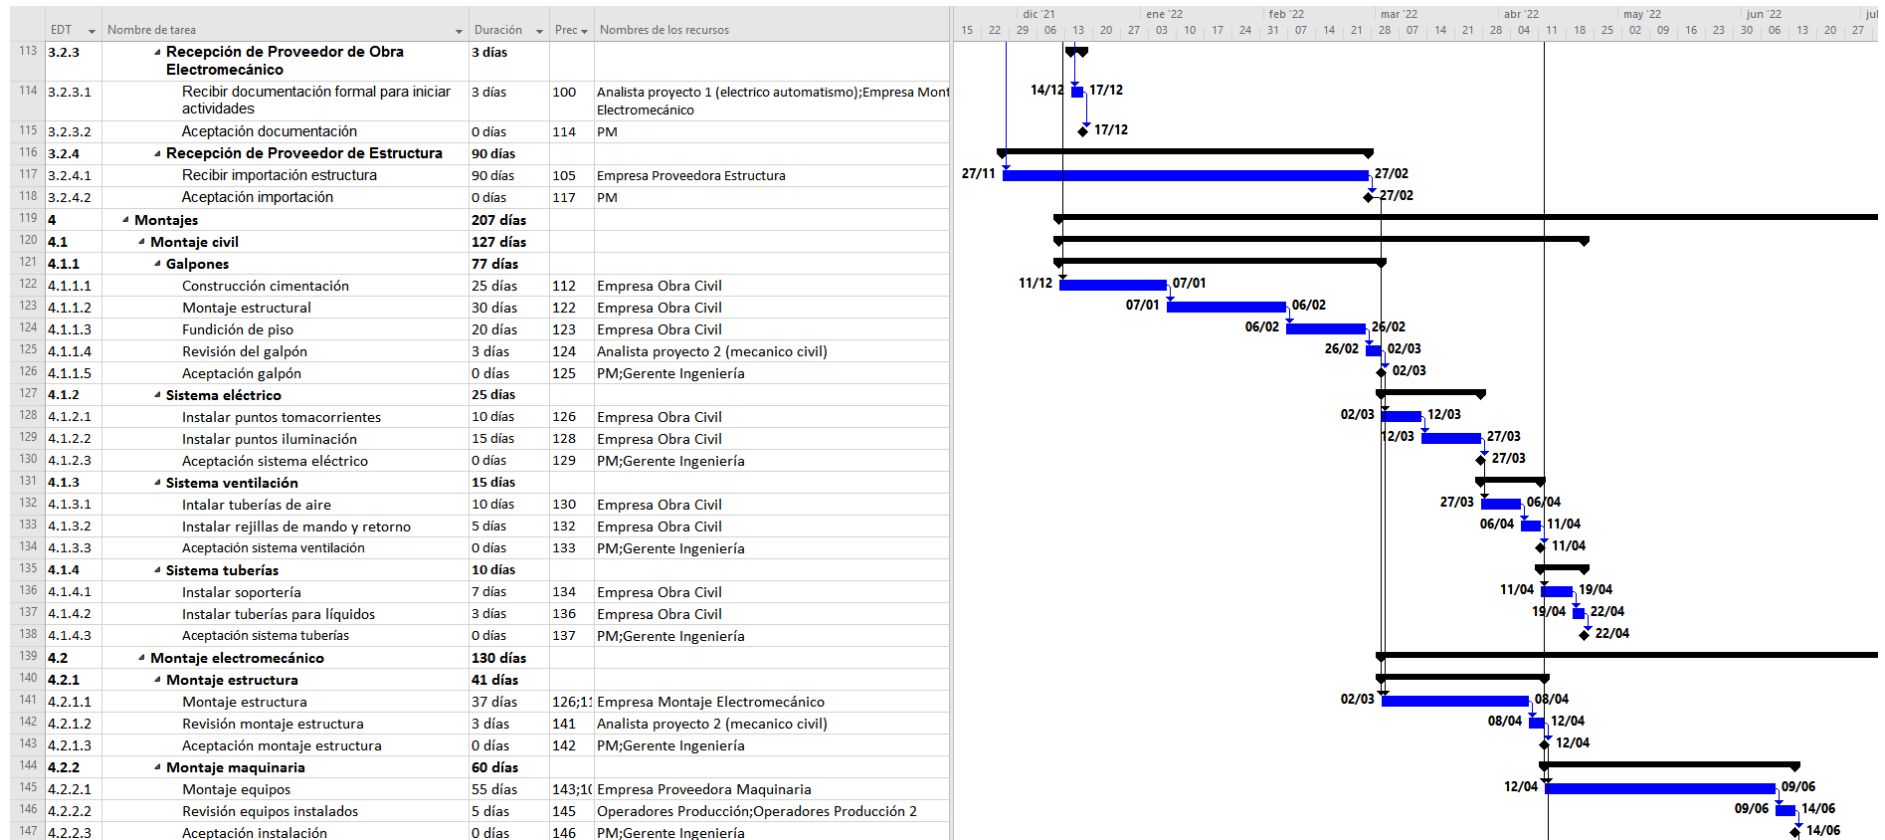 dic '21 ene '22 feb '22 mar '22 abr '22 may '22 jun '22 jul
EDT Nombre de tarea Duración Prec Nombres de los recursos 15 22 29 06 13 20 27 03 10 17 24 31 07 14 21 28 07 14 21 28 04 11 18 25 02 09 16 23 30 06 13 20 27
113 3.2.3 Recepción de Proveedor de Obra 3 días
Electromecánico
114 3.2.3.1 Recibir documentación formal para iniciar 3 días 100 Analista proyecto 1 (electrico automatismo);Empresa Mont 14/12 17/12
actividades Electromecánico
115 3.2.3.2 Aceptación documentación 0 días 114 PM 17/12
116 3.2.4 Recepción de Proveedor de Estructura 90 días
117 3.2.4.1 Recibir importación estructura 90 días 105 Empresa Proveedora Estructura 27/11 27/02
118 3.2.4.2 Aceptación importación 0 días 117 PM 27/02
119 4 Montajes 207 días
120 4.1 Montaje civil 127 días
121 4.1.1 Galpones 77 días
122 4.1.1.1 Construcción cimentación 25 días 112 Empresa Obra Civil 11/12 07/01
123 4.1.1.2 Montaje estructural 30 días 122 Empresa Obra Civil 07/01 06/02
124 4.1.1.3 Fundición de piso 20 días 123 Empresa Obra Civil 06/02 26/02
125 4.1.1.4 Revisión del galpón 3 días 124 Analista proyecto 2 (mecanico civil) 26/02 02/03
126 4.1.1.5 Aceptación galpón 0 días 125 PM;Gerente Ingeniería 02/03
127 4.1.2 Sistema eléctrico 25 días
128 4.1.2.1 Instalar puntos tomacorrientes 10 días 126 Empresa Obra Civil 02/03 12/03
129 4.1.2.2 Instalar puntos iluminación 15 días 128 Empresa Obra Civil 12/03 27/03
130 4.1.2.3 Aceptación sistema eléctrico 0 días 129 PM;Gerente Ingeniería 27/03
131 4.1.3 Sistema ventilación 15 días
132 4.1.3.1 Intalar tuberías de aire 10 días 130 Empresa Obra Civil 27/03 06/04
133 4.1.3.2 Instalar rejillas de mando y retorno 5 días 132 Empresa Obra Civil 06/04 11/04
134 4.1.3.3 Aceptación sistema ventilación 0 días 133 PM;Gerente Ingeniería 11/04
135 4.1.4 Sistema tuberías 10 días
136 4.1.4.1 Instalar soportería 7 días 134 Empresa Obra Civil 11/04 19/04
137 4.1.4.2 Instalar tuberías para líquidos 3 días 136 Empresa Obra Civil 19/04 22/04
138 4.1.4.3 Aceptación sistema tuberías 0 días 137 PM;Gerente Ingeniería 22/04
139 4.2 Montaje electromecánico 130 días
140 4.2.1 Montaje estructura 41 días
141 4.2.1.1 Montaje estructura 37 días 126;11 Empresa Montaje Electromecánico 02/03 08/04
142 4.2.1.2 Revisión montaje estructura 3 días 141 Analista proyecto 2 (mecanico civil) 08/04 12/04
143 4.2.1.3 Aceptación montaje estructura 0 días 142 PM;Gerente Ingeniería 12/04
144 4.2.2 Montaje maquinaria 60 días
145 4.2.2.1 Montaje equipos 55 días 143;10 Empresa Proveedora Maquinaria 12/04 09/06
146 4.2.2.2 Revisión equipos instalados 5 días 145 Operadores Producción;Operadores Producción 2 09/06 14/06
147 4.2.2.3 Aceptación instalación 0 días 146 PM;Gerente Ingeniería 14/06